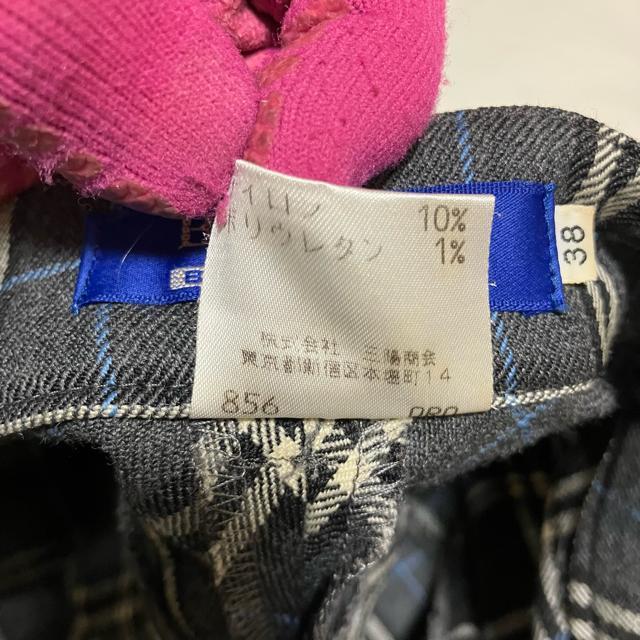 ナイロン 10%
ポリウレタン 1%
38
株式会社 三陽商会
東京都新宿区本塩町14
856